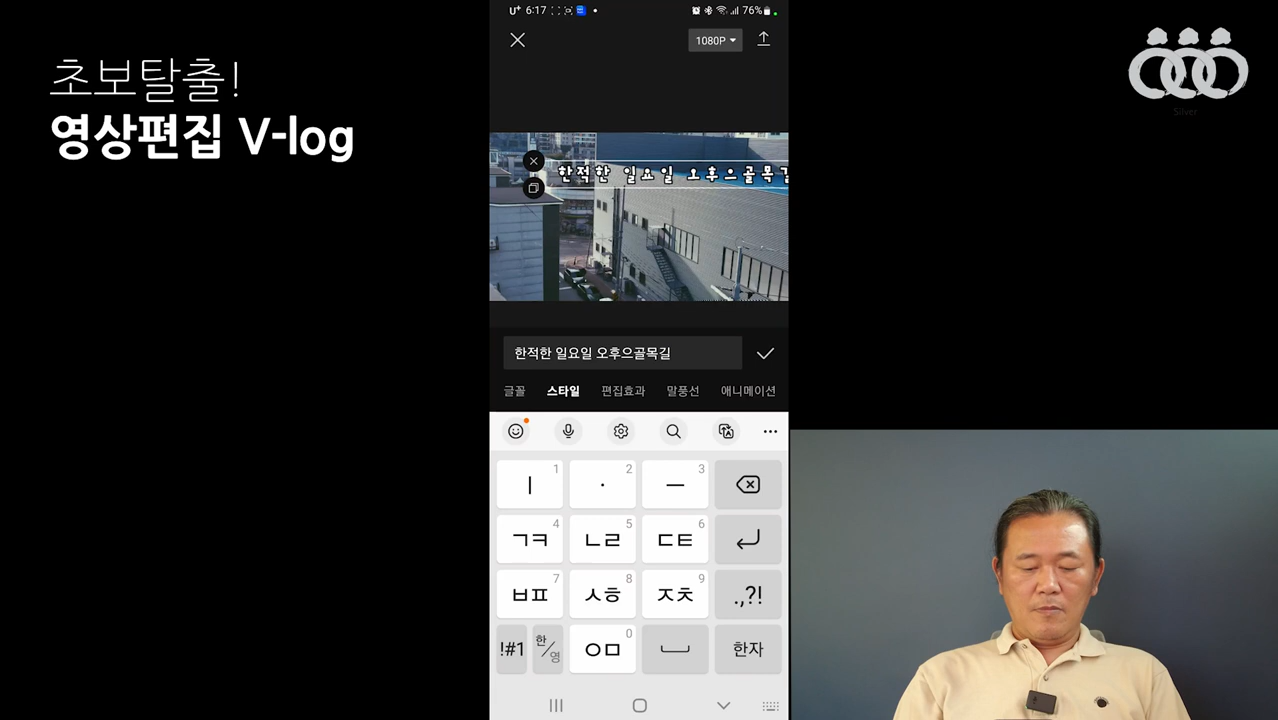 초보탈출!
영상편집 V-log
Silver
U+ 6:17 76%
1080P
한적한 일요일 오후으골목길
한적한 일요일 오후으골목길
글꼴 스타일 편집효과 말풍선 애니메이션
ㅣ 1 · 2 ㅡ 3
ㄱㅋ 4 ㄴㄹ 5 ㄷㅌ 6
ㅂㅍ 7 ㅅㅎ 8 ㅈㅊ 9 .,?!
!#1 한/영 ㅇㅁ 0 한자